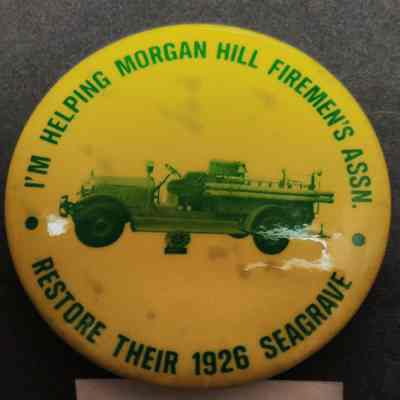 I'M HELPING MORGAN HILL FIREMEN'S ASSN.
RESTORE THEIR 1926 SEAGRAVE